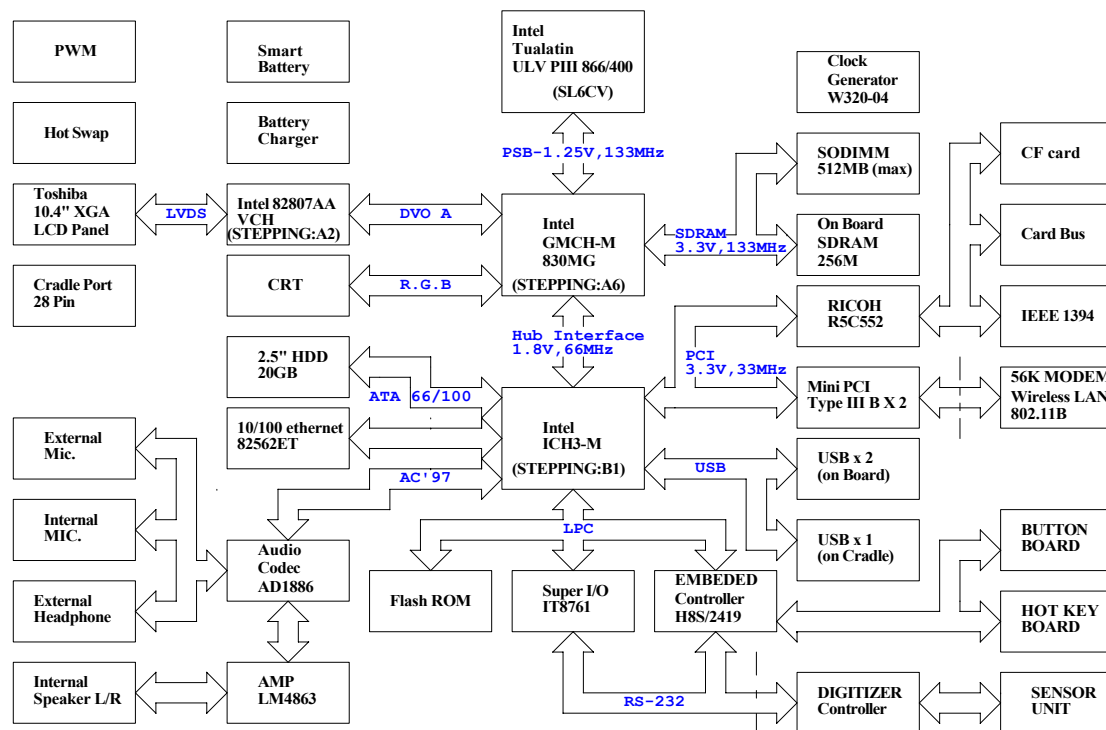 PWM
Smart
Battery
Intel
Tualatin
ULV PIII 866/400
(SL6CV)
Clock
Generator
W320-04
Hot Swap
Battery
Charger
PSB-1.25V,133MHz
SODIMM
512MB (max)
CF card
Toshiba
10.4" XGA
LCD Panel
LVDS
Intel 82807AA
VCH
(STEPPING:A2)
DVO A
Intel
GMCH-M
830MG
(STEPPING:A6)
SDRAM
3.3V,133MHz
On Board
SDRAM
256M
Card Bus
Cradle Port
28 Pin
CRT
R.G.B
Hub Interface
1.8V,66MHz
RICOH
R5C552
IEEE 1394
2.5" HDD
20GB
ATA 66/100
PCI
3.3V,33MHz
Mini PCI
Type III B X 2
56K MODEM
Wireless LAN
802.11B
10/100 ethernet
82562ET
Intel
ICH3-M
(STEPPING:B1)
External
Mic.
AC'97
USB
USB x 2
(on Board)
Internal
MIC.
Audio
Codec
AD1886
LPC
USB x 1
(on Cradle)
BUTTON
BOARD
External
Headphone
Flash ROM
Super I/O
IT8761
EMBEDED
Controller
H8S/2419
HOT KEY
BOARD
Internal
Speaker L/R
AMP
LM4863
RS-232
DIGITIZER
Controller
SENSOR
UNIT